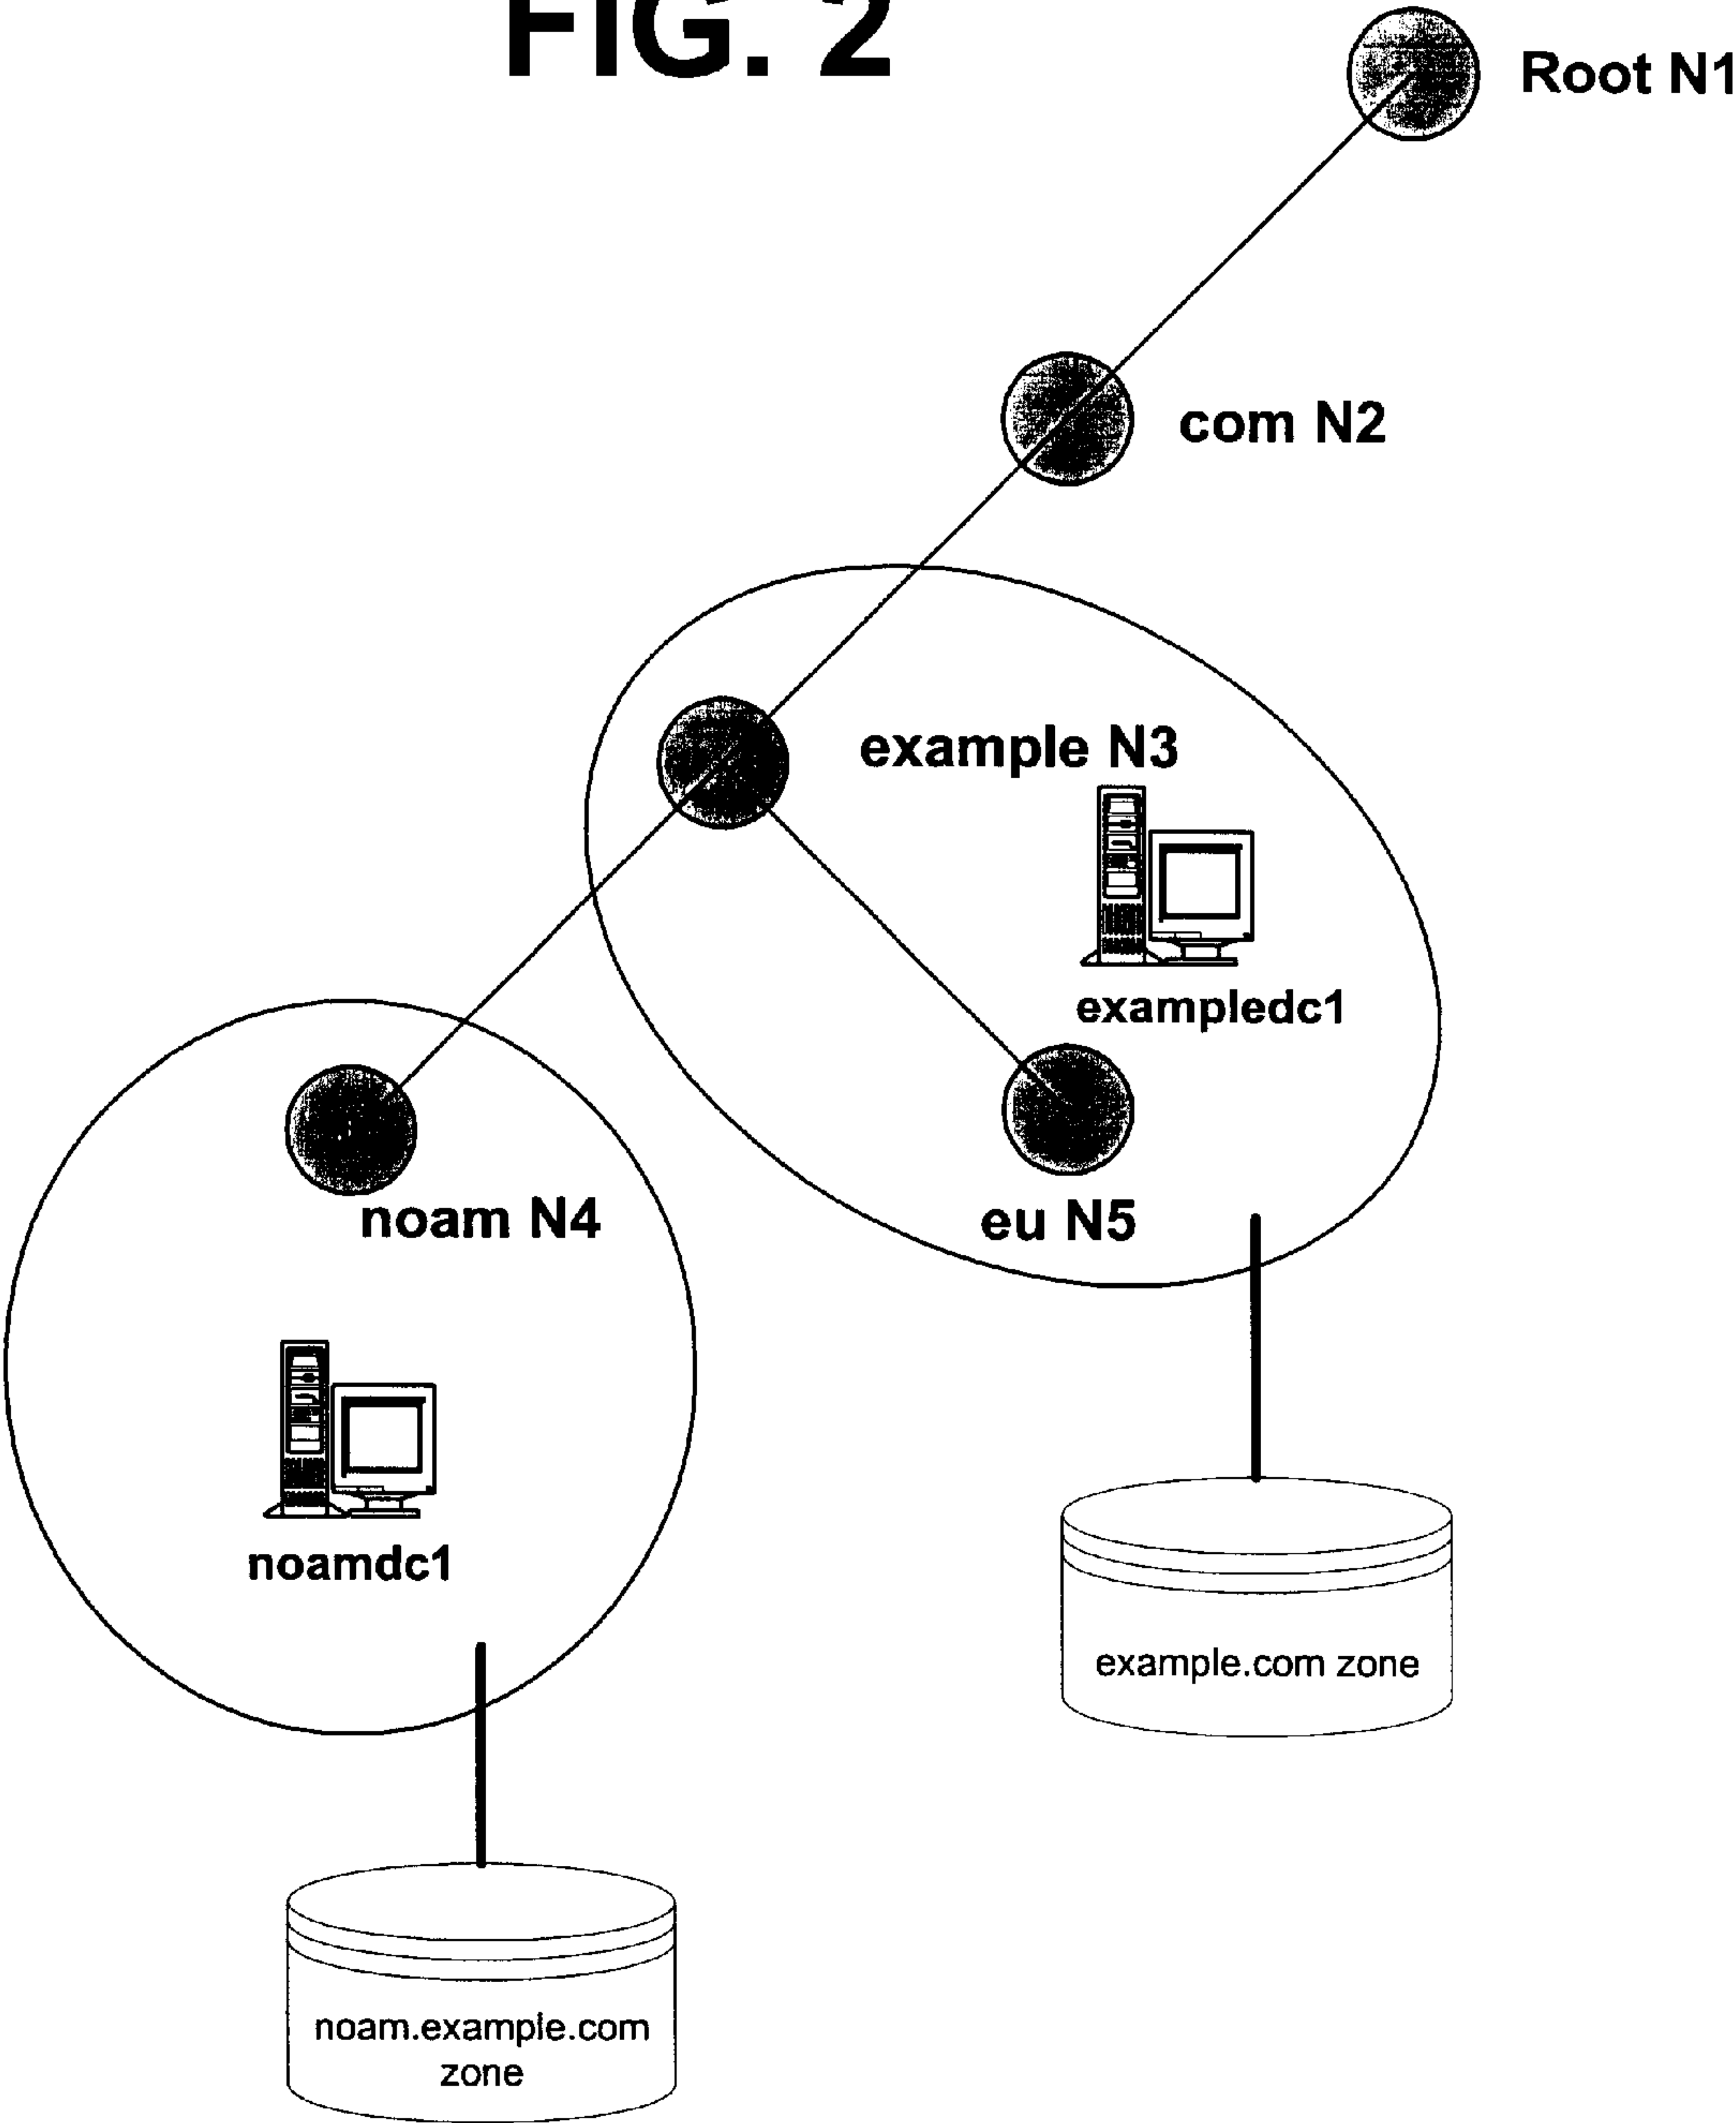 FIG. 2
Root N1
com N2
example N3
exampledc1
noam N4
eu N5
noamdc1
example.com zone
noam.example.com
zone